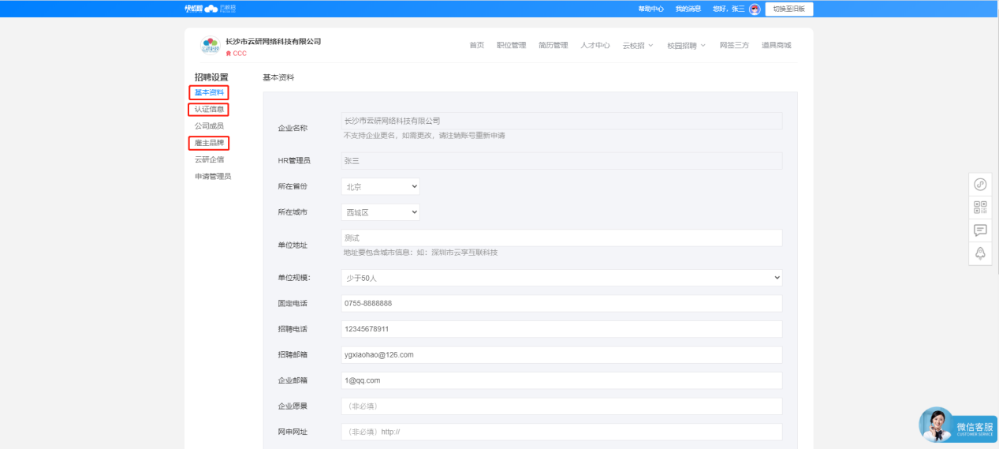 快招聘 云校招
帮助中心 我的消息 您好，张三 切换至旧版
长沙市云研网络科技有限公司
CCC
首页 职位管理 简历管理 人才中心 云校招 校园招聘 网签三方 道具商城
招聘设置
基本资料
认证信息
公司成员
雇主品牌
云研企信
申请管理员
基本资料
企业名称 长沙市云研网络科技有限公司
不支持企业更名，如需更改，请注销账号重新申请
HR管理员 张三
所在省份 北京
所在城市 西城区
单位地址 测试
地址要包含城市信息：如：深圳市云孚互联科技
单位规模： 少于50人
固定电话 0755-8888888
招聘电话 12345678911
招聘邮箱 ygxiaohao@126.com
企业邮箱 1@qq.com
企业愿景 （非必填）
网申网址 （非必填）http://
微信客服
CUSTOMER SERVICE